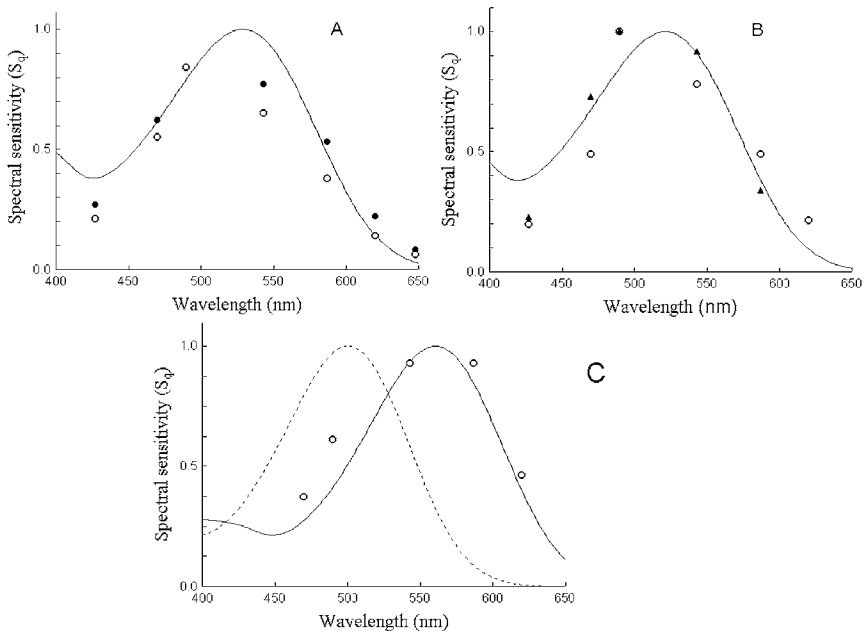 A
Spectral sensitivity (Sq)
1.0
0.5
0.0
400 450 500 550 600 650
Wavelength (nm)
B
Spectral sensitivity (Sq)
1.0
0.5
0.0
400 450 500 550 600 650
Wavelength (nm)
C
Spectral sensitivity (Sq)
1.0
0.5
0.0
400 450 500 550 600 650
Wavelength (nm)